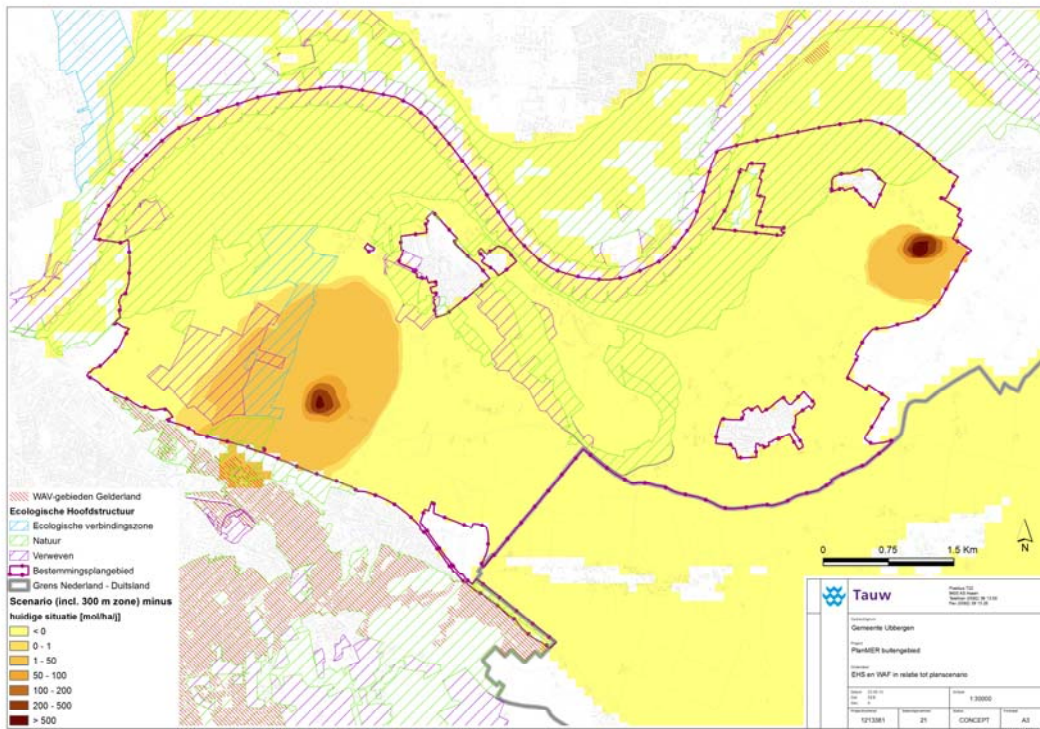 WAV-gebieden Gelderland
Ecologische Hoofdstructuur
Ecologische verbindingszone
Natuur
Verweven
Bestemmingsplangebied
Grens Nederland - Duitsland
Scenario (incl. 300 m zone) minus
huidige situatie [mol/ha/j]
< 0
0 - 1
1 - 50
50 - 100
100 - 200
200 - 500
> 500
0 0.75 1.5 Km
N
Tauw
Gemeente Ubbergen
PlanMER buitengebied
EHS en WAF in relatie tot planscenario
1:30000
1213381 21 CONCEPT A3